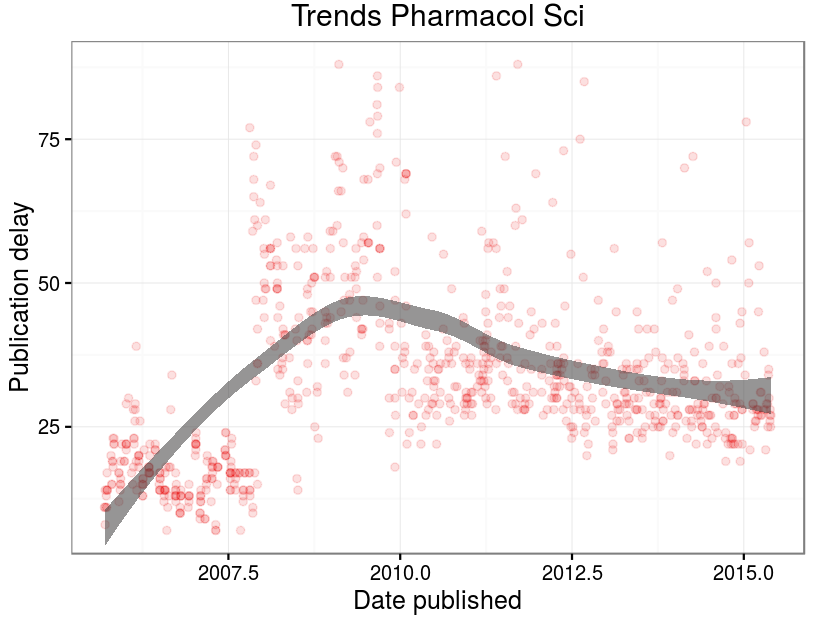 Trends Pharmacol Sci
Publication delay
75
50
25
2007.5 2010.0 2012.5 2015.0
Date published